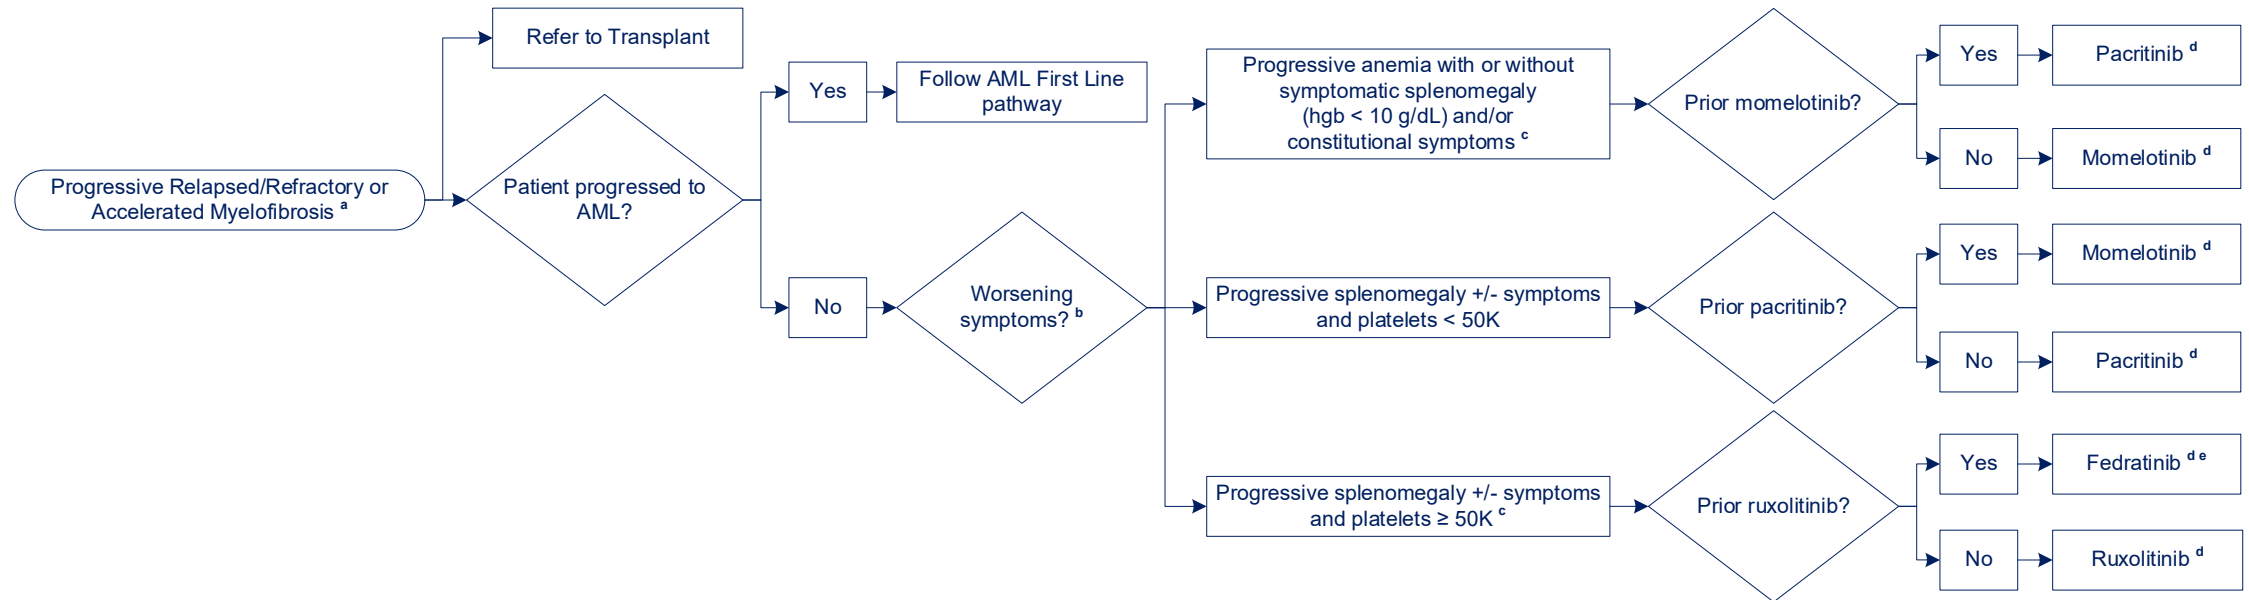 Refer to Transplant
Progressive Relapsed/Refractory or
Accelerated Myelofibrosis a
Patient progressed to
AML?
Yes
Follow AML First Line
pathway
No
Worsening
symptoms? b
Progressive anemia with or without
symptomatic splenomegaly
(hgb < 10 g/dL) and/or
constitutional symptoms c
Prior momelotinib?
Yes
Pacritinib d
No
Momelotinib d
Progressive splenomegaly +/- symptoms
and platelets < 50K
Prior pacritinib?
Yes
Momelotinib d
No
Pacritinib d
Progressive splenomegaly +/- symptoms
and platelets ≥ 50K c
Prior ruxolitinib?
Yes
Fedratinib d e
No
Ruxolitinib d